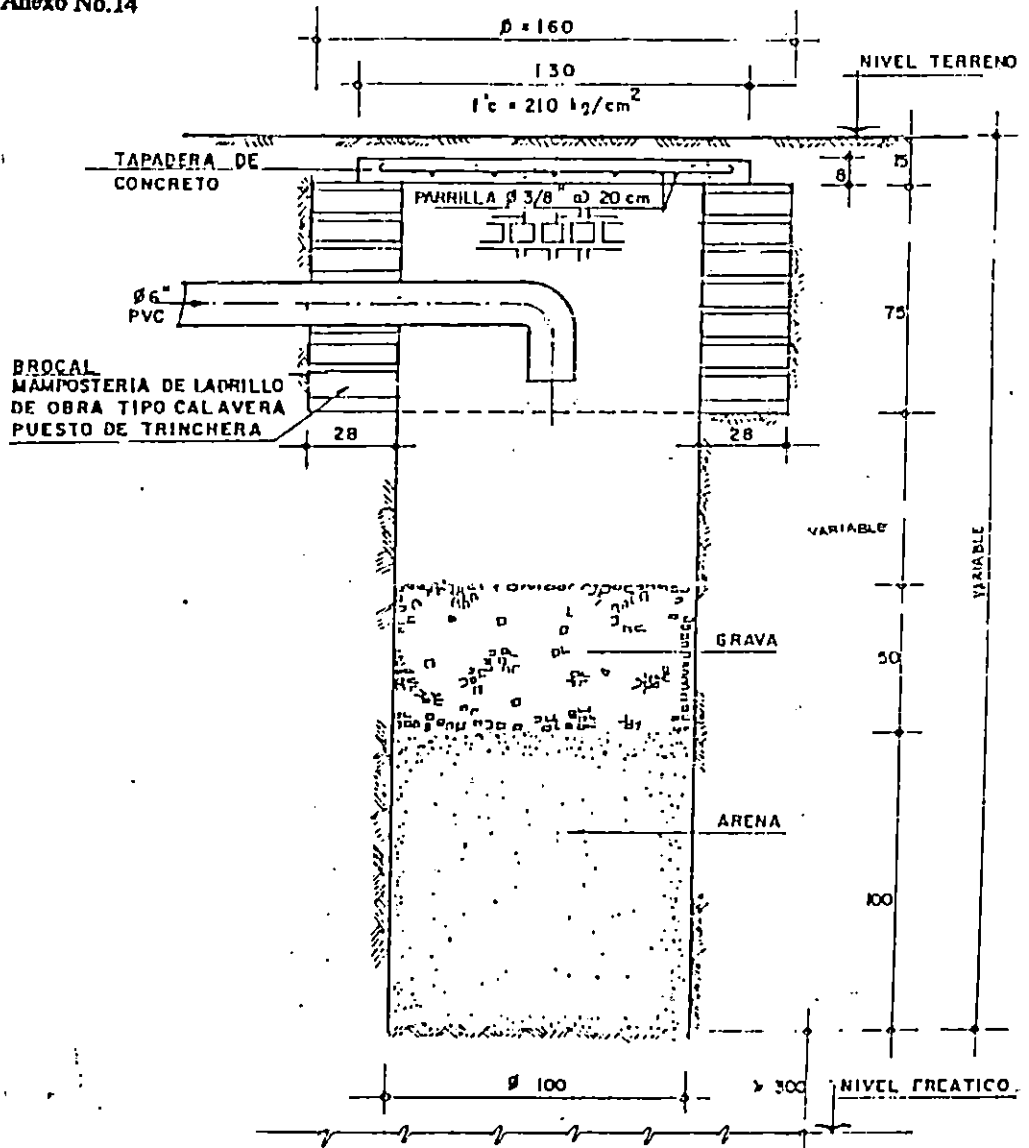 Anexo No.14
Ø = 160
NIVEL TERRENO
130
f'c = 210 kg/cm²
TAPADERA DE
CONCRETO
15
8
PARRILLA Ø 3/8" @ 20 cm
Ø6"
PVC
75
BROCAL
MAMPOSTERIA DE LADRILLO
DE OBRA TIPO CALAVERA
PUESTO DE TRINCHERA
28
28
VARIABLE
VARIABLE
GRAVA
50
ARENA
100
Ø 100
> 300
NIVEL FREATICO